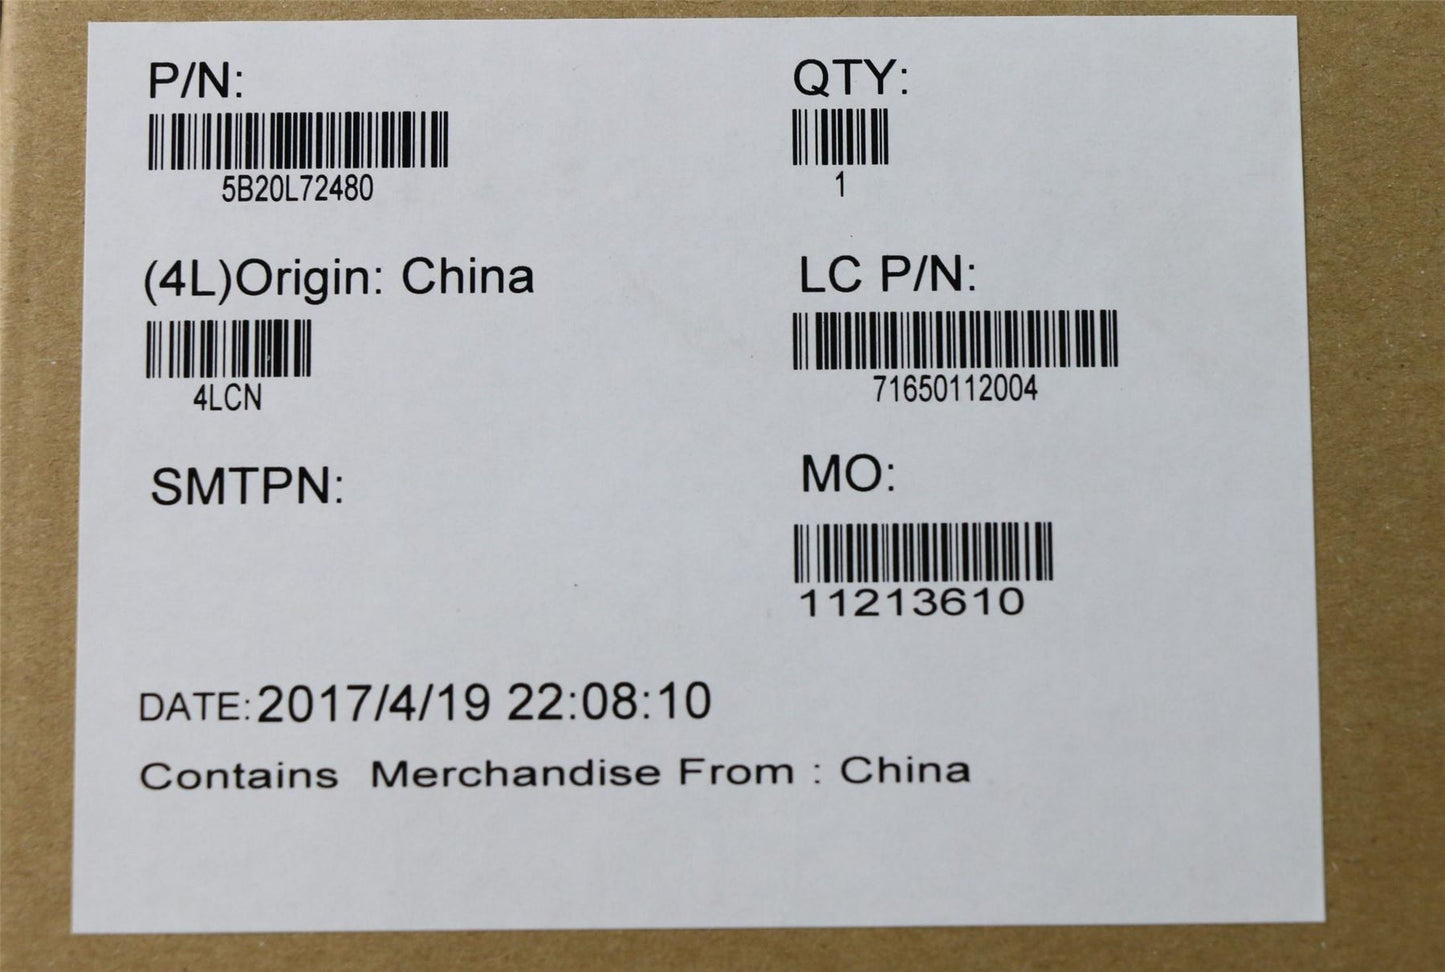 P/N:
5B20L72480
QTY:
1
(4L)Origin: China
4LCN
LC P/N:
71650112004
SMTPN:
MO:
11213610
DATE:2017/4/19 22:08:10
Contains Merchandise From : China